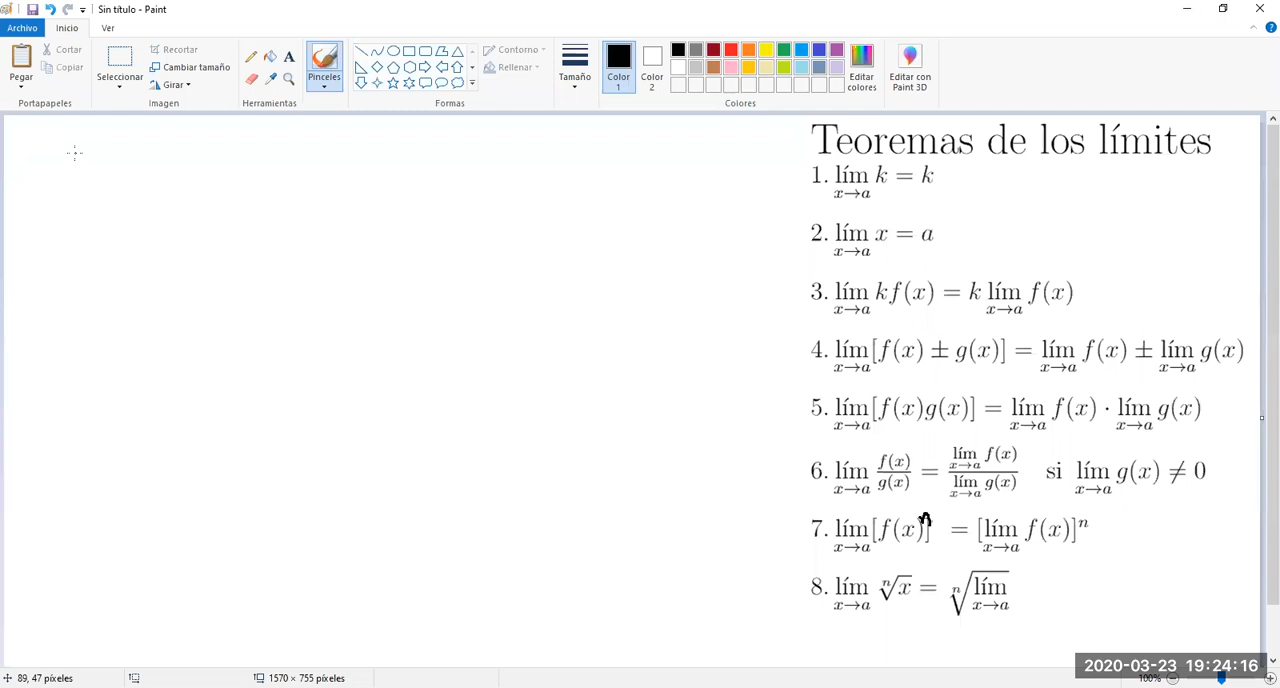 Sin título - Paint
Archivo Inicio Ver
Pegar
Cortar
Copiar
Portapapeles
Seleccionar
Recortar
Cambiar tamaño
Girar
Imagen
A
Herramientas
Pinceles
Contorno
Rellenar
Formas
Tamaño
Color 1
Color 2
Editar colores
Editar con Paint 3D
Colores
Teoremas de los límites
1. lím x→a k = k
2. lím x→a x = a
3. lím x→a kf(x) = k lím x→a f(x)
4. lím x→a [f(x) ± g(x)] = lím x→a f(x) ± lím x→a g(x)
5. lím x→a [f(x)g(x)] = lím x→a f(x) · lím x→a g(x)
6. lím x→a f(x)/g(x) = lím x→a f(x) / lím x→a g(x) si lím x→a g(x) ≠ 0
7. lím x→a [f(x)]ⁿ = [lím x→a f(x)]ⁿ
8. lím x→a ⁿ√x = ⁿ√lím x→a
2020-03-23 19:24:16
89, 47 píxeles
1570 × 755 píxeles
100%